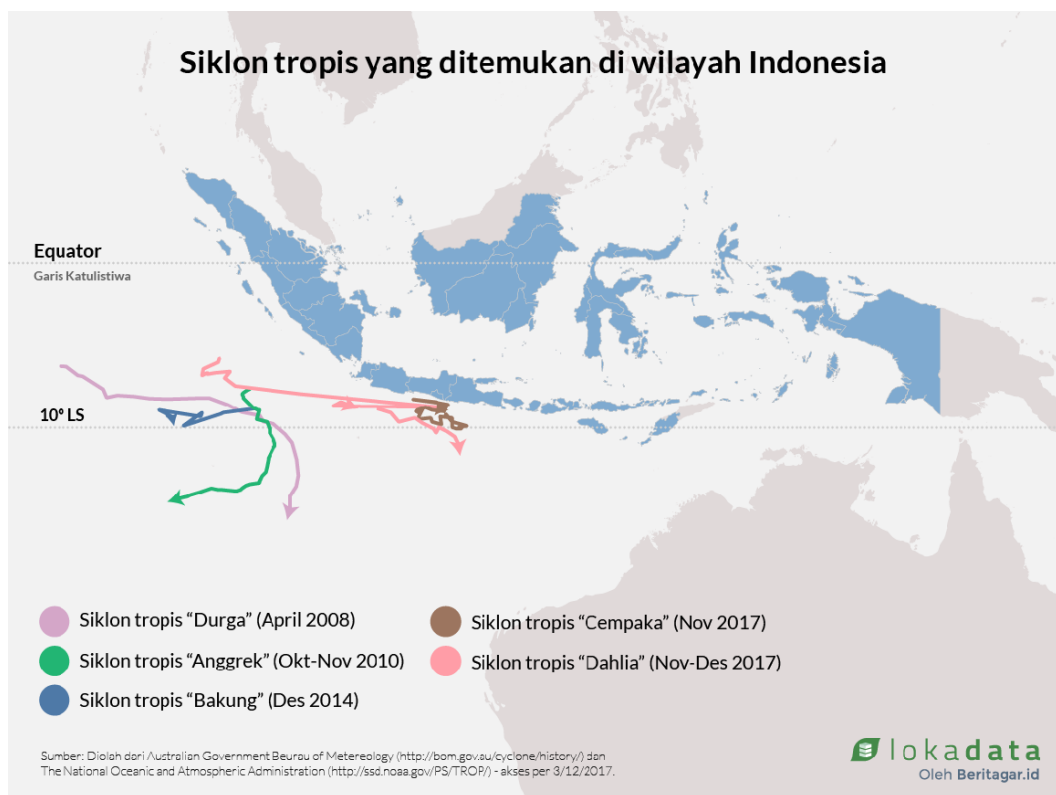 Siklon tropis yang ditemukan di wilayah Indonesia
Equator
Garis Katulistiwa
10° LS
Siklon tropis “Durga” (April 2008)
Siklon tropis “Anggrek” (Okt-Nov 2010)
Siklon tropis “Bakung” (Des 2014)
Siklon tropis “Cempaka” (Nov 2017)
Siklon tropis “Dahlia” (Nov-Des 2017)
Sumber: Diolah dari Australian Government Beurau of Metereology (http://bom.gov.au/cyclone/history/) dan
The National Oceanic and Atmospheric Administration (http://ssd.noaa.gov/PS/TROP/) - akses per 3/12/2017.
lokadata
Oleh Beritagar.id